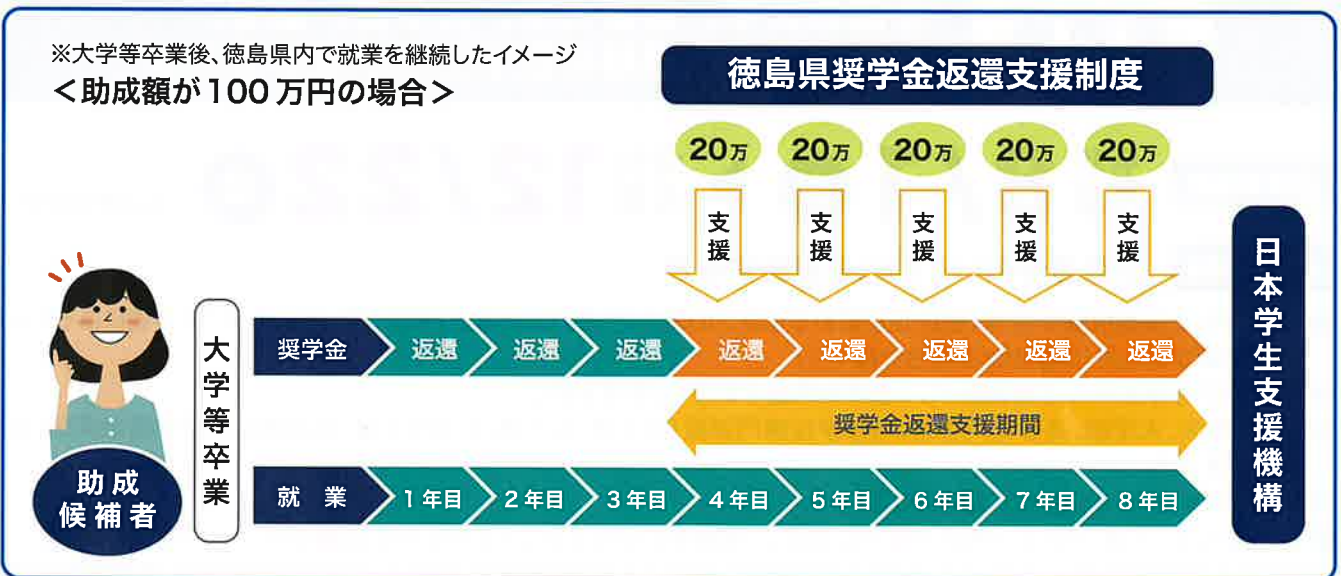 ※大学等卒業後、徳島県内で就業を継続したイメージ
＜助成額が100万円の場合＞
徳島県奨学金返還支援制度
20万 20万 20万 20万 20万
支援 支援 支援 支援 支援
日本学生支援機構
助成
候補者
大学等卒業
奨学金 返還 返還 返還 返還 返還 返還 返還 返還
奨学金返還支援期間
就業 1年目 2年目 3年目 4年目 5年目 6年目 7年目 8年目